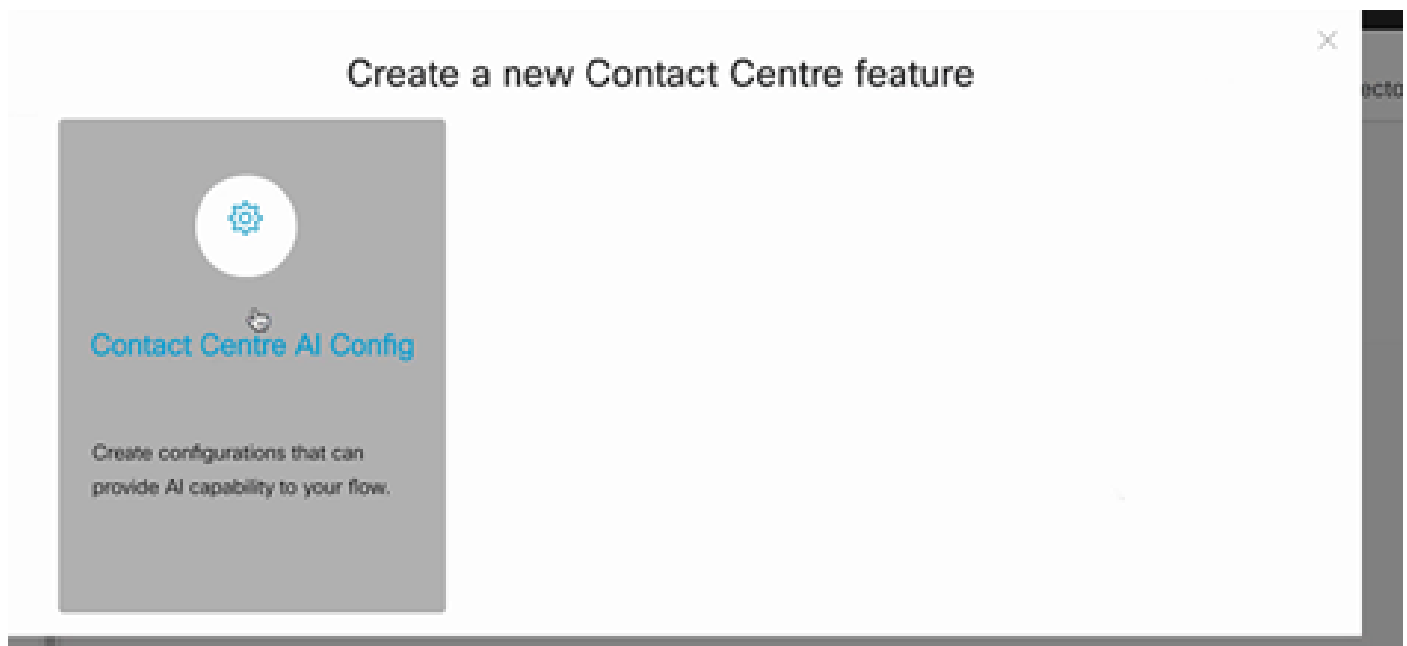 Create a new Contact Centre feature
ecto
Contact Centre AI Config
Create configurations that can
provide AI capability to your flow.